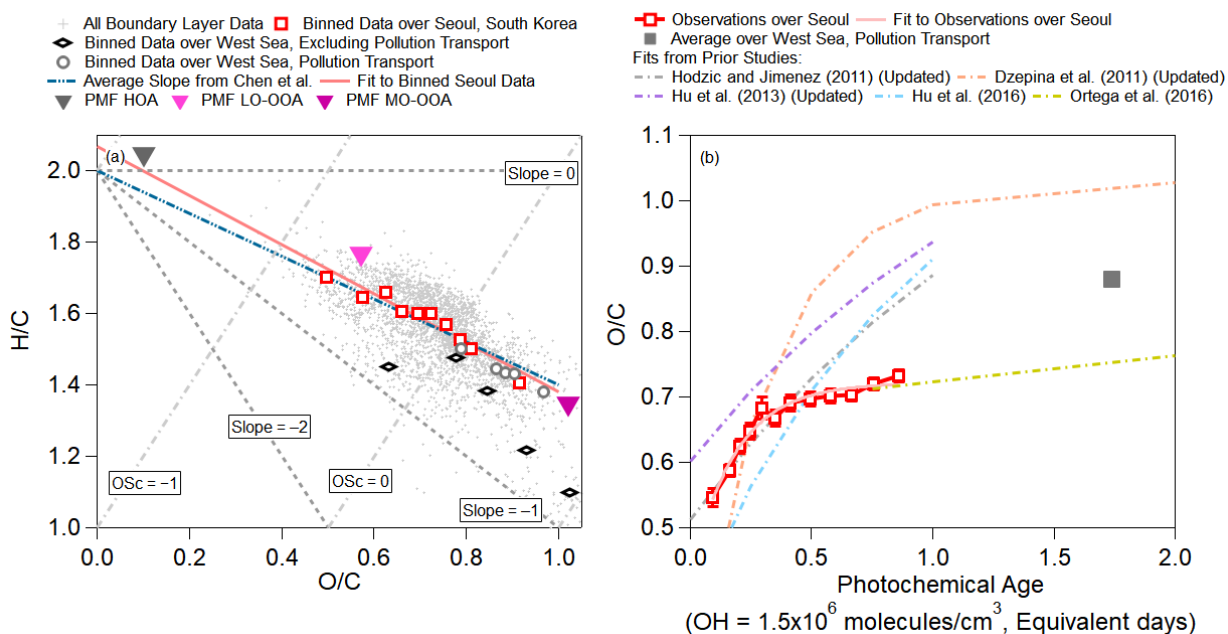 All Boundary Layer Data Binned Data over Seoul, South Korea
Binned Data over West Sea, Excluding Pollution Transport
Binned Data over West Sea, Pollution Transport
Average Slope from Chen et al. Fit to Binned Seoul Data
PMF HOA PMF LO-OOA PMF MO-OOA
(a)
Slope = 0
Slope = −2
OSc = −1
OSc = 0
Slope = −1
H/C
2.0
1.8
1.6
1.4
1.2
1.0
0.0 0.2 0.4 0.6 0.8 1.0
O/C
Observations over Seoul Fit to Observations over Seoul
Average over West Sea, Pollution Transport
Fits from Prior Studies:
Hodzic and Jimenez (2011) (Updated) Dzepina et al. (2011) (Updated)
Hu et al. (2013) (Updated) Hu et al. (2016) Ortega et al. (2016)
(b)
O/C
1.1
1.0
0.9
0.8
0.7
0.6
0.5
0.0 0.5 1.0 1.5 2.0
Photochemical Age
(OH = 1.5x10⁶ molecules/cm³, Equivalent days)